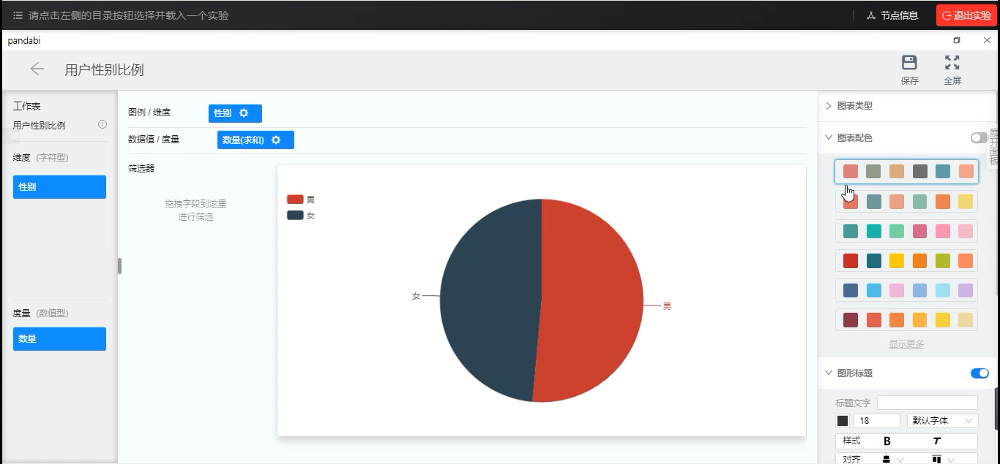 请点击左侧的目录按钮选择并载入一个实验
节点信息
退出实验
pandabi
用户性别比例
保存
全屏
工作表
用户性别比例
维度 (字符型)
性别
度量 (数值型)
数量
图例 / 维度
性别
数据值 / 度量
数量(求和)
筛选器
拖拽字段到这里
进行筛选
男
女
女
男
图表类型
图表配色
展开面板
显示更多
图形标题
标题文字
18
默认字体
样式
B
T
对齐